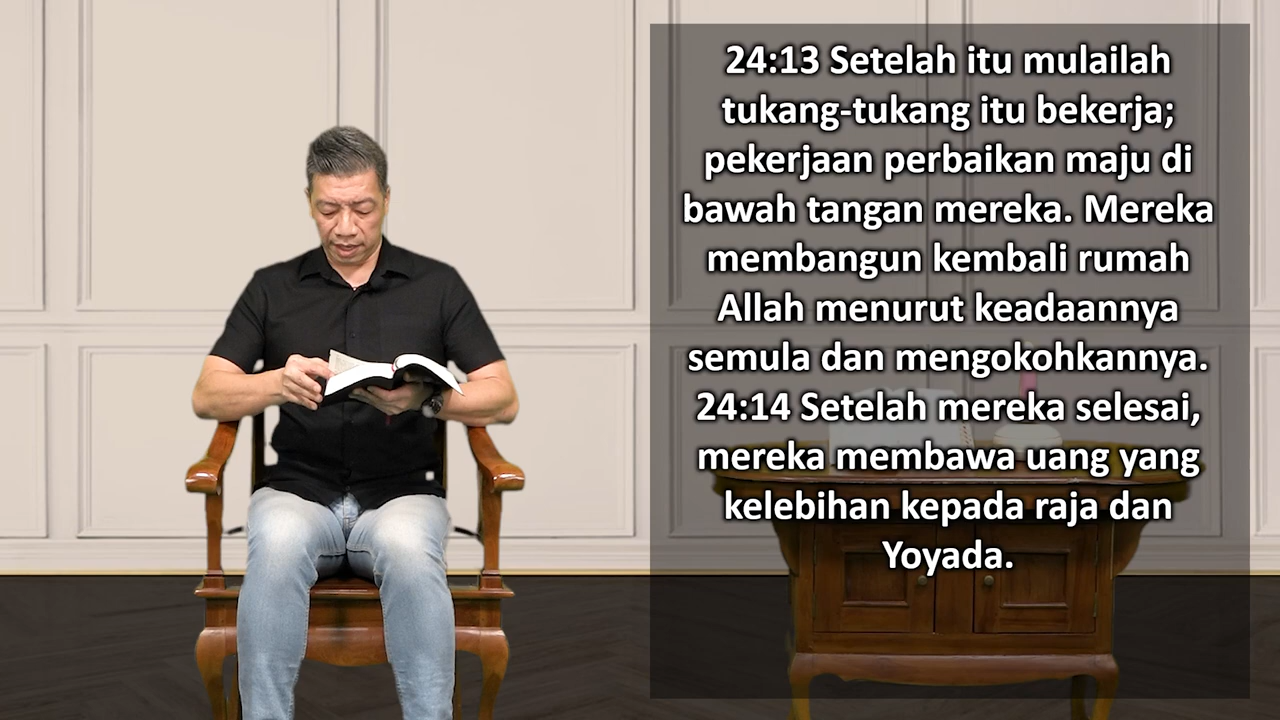 24:13 Setelah itu mulailah
tukang-tukang itu bekerja;
pekerjaan perbaikan maju di
bawah tangan mereka. Mereka
membangun kembali rumah
Allah menurut keadaannya
semula dan mengokohkannya.
24:14 Setelah mereka selesai,
mereka membawa uang yang
kelebihan kepada raja dan
Yoyada.